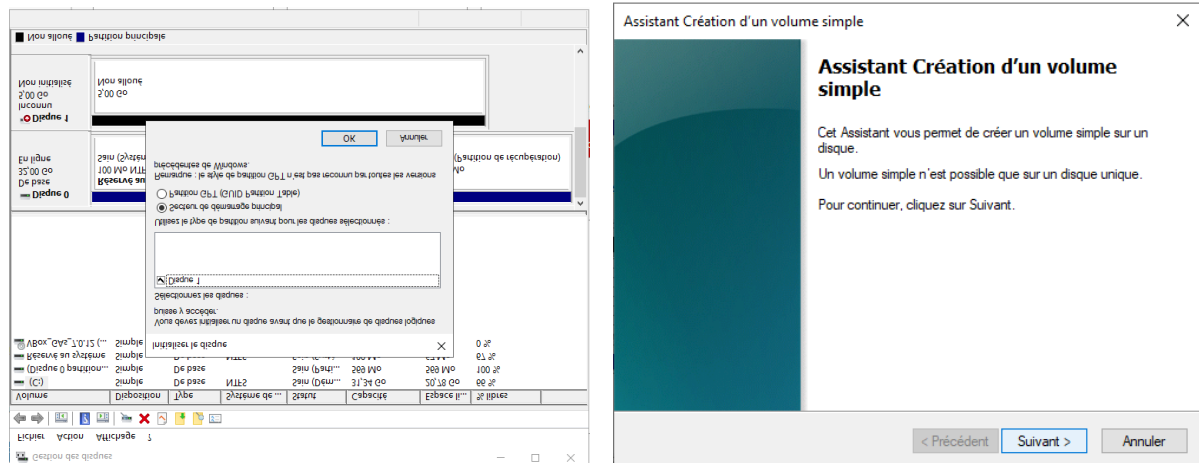 Gestion des disques
Fichier Action Affichage ?
Volume Disposition Type Système de ... Statut Capacité Espace li... % libres
(C:) Simple De base NTFS Sain (Dém... 31,34 Go 20,78 Go 66 %
(Disque 0 partition... Simple De base Sain (Parti... 569 Mo 569 Mo 100 %
Réservé au système Simple De base NTFS 67 %
VBox_GAs_7.0.12 (... Simple 0 %
Initialiser le disque
Vous devez initialiser un disque avant que le gestionnaire de disques logiques
puisse y accéder.
Sélectionnez les disques :
Disque 1
Utilisez le type de partition suivant pour les disques sélectionnés :
Secteur de démarrage principal
Partition GPT (GUID Partition Table)
Remarque : le style de partition GPT n'est pas reconnu par toutes les versions
précédentes de Windows.
OK Annuler
Disque 0
De base
32,00 Go
En ligne
Réservé au
100 Mo NTF
Sain (Systèm
Mo
(Partition de récupération)
Disque 1
Inconnu
5,00 Go
Non initialisé
5,00 Go
Non alloué
Non alloué Partition principale
Assistant Création d'un volume simple
Assistant Création d'un volume
simple
Cet Assistant vous permet de créer un volume simple sur un
disque.
Un volume simple n'est possible que sur un disque unique.
Pour continuer, cliquez sur Suivant.
< Précédent Suivant > Annuler